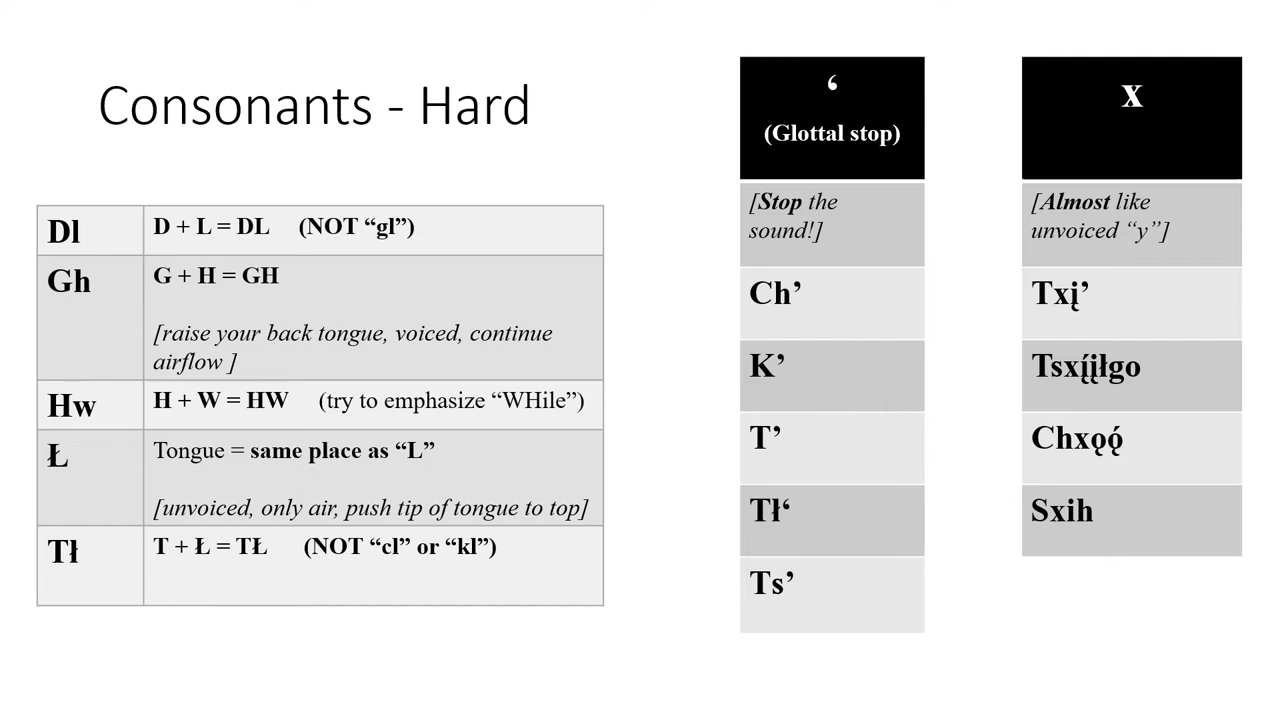 Consonants - Hard
Dl
D + L = DL (NOT “gl”)
Gh
G + H = GH
[raise your back tongue, voiced, continue
airflow ]
Hw
H + W = HW (try to emphasize “WHile”)
Ł
Tongue = same place as “L”
[unvoiced, only air, push tip of tongue to top]
Tł
T + Ł = TŁ (NOT “cl” or “kl”)
‘
(Glottal stop)
[Stop the
sound!]
Ch’
K’
T’
Tł‘
Ts’
x
[Almost like
unvoiced “y”]
Txį’
Tsxį́įłgo
Chxǫǫ́
Sxih